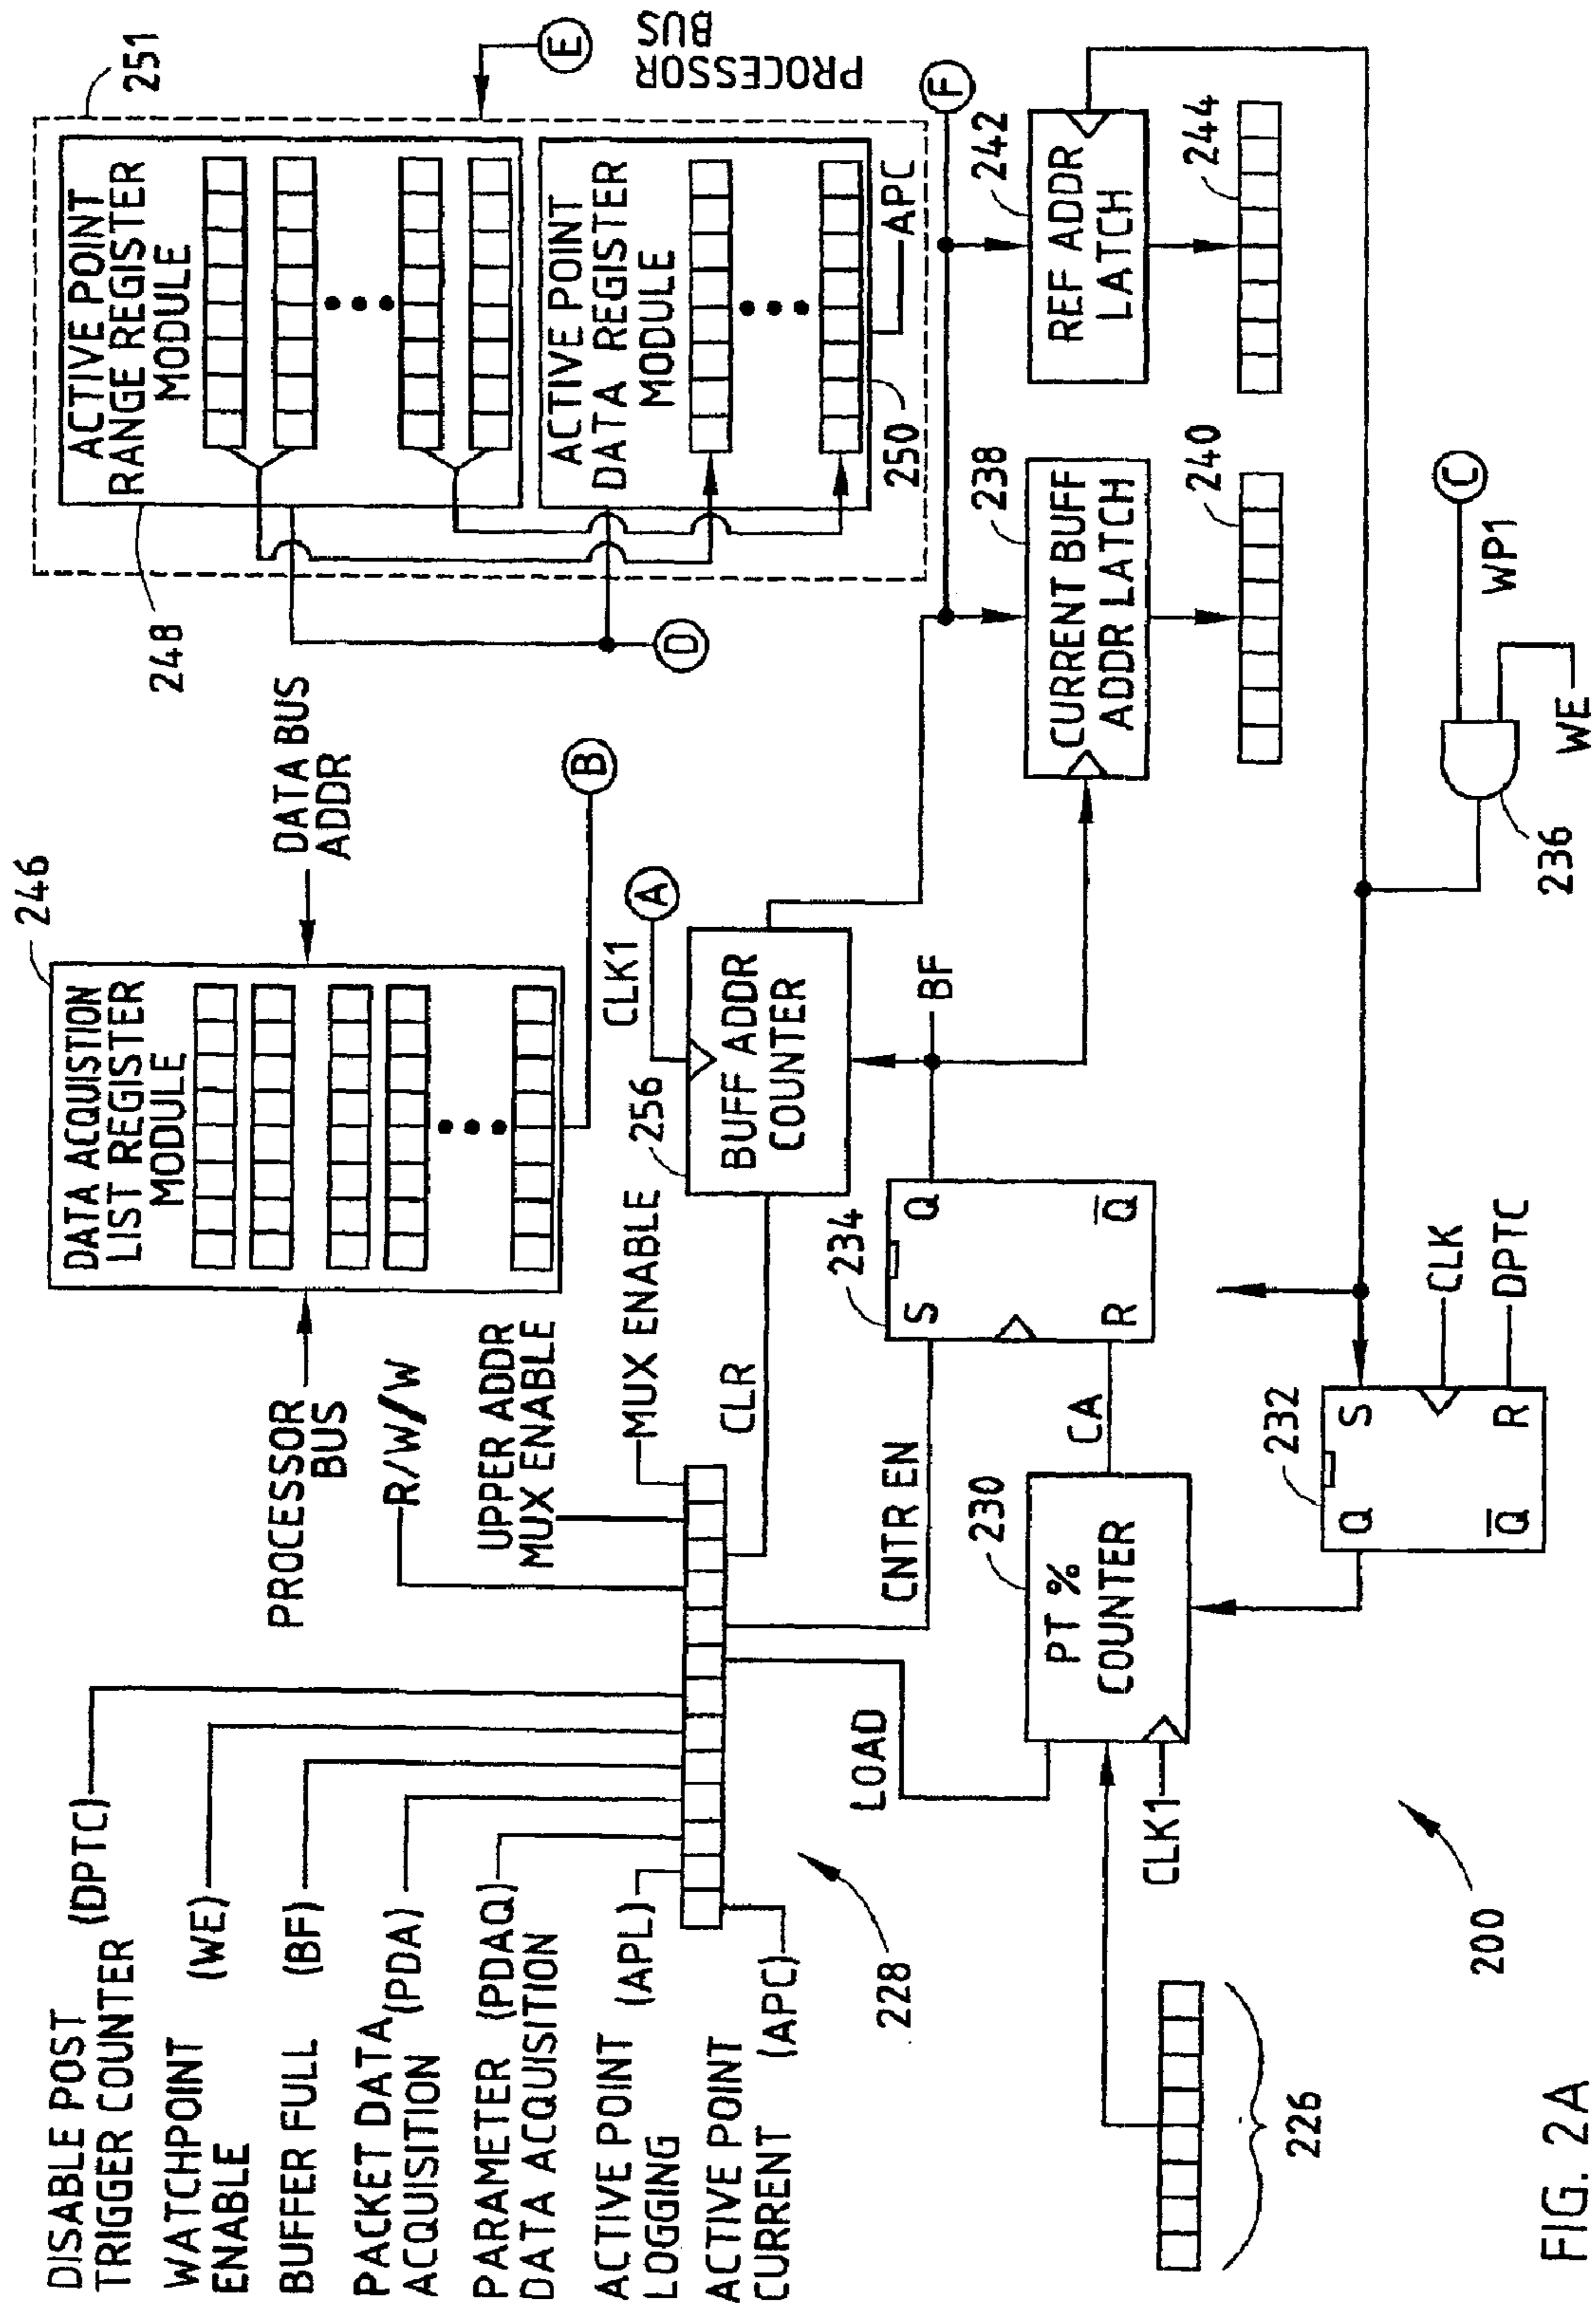 DISABLE POST
TRIGGER COUNTER (DPTC)
WATCHPOINT
ENABLE (WE)
BUFFER FULL (BF)
PACKET DATA
ACQUISITION (PDA)
PARAMETER (PDAQ)
DATA ACQUISITION
ACTIVE POINT (APL)
LOGGING
ACTIVE POINT
CURRENT (APC)
228
PROCESSOR
BUS
R/W/W
UPPER ADDR
MUX ENABLE
MUX ENABLE
246
DATA ACQUISTION
LIST REGISTER
MODULE
DATA BUS
ADDR
B
248
251
ACTIVE POINT
RANGE REGISTER
MODULE
ACTIVE POINT
DATA REGISTER
MODULE
250
APC
D
E
PROCESSOR
BUS
CLR
CLK1
A
256
BUFF ADDR
COUNTER
BF
F
CNTR EN
234
S
Q
R
Q
CA
LOAD
230
PT %
COUNTER
CLK1
226
238
CURRENT BUFF
ADDR LATCH
240
242
REF ADDR
LATCH
244
232
Q
S
Q
R
CLK
DPTC
236
WE
WP1
C
200
FIG. 2A